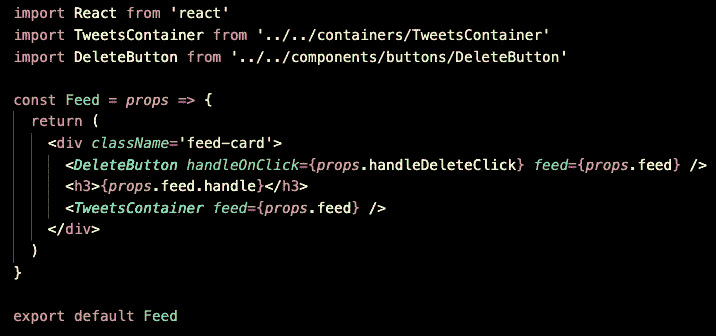 import React from 'react'
import TweetsContainer from '../../containers/TweetsContainer'
import DeleteButton from '../../components/buttons/DeleteButton'

const Feed = props => {
  return (
    <div className='feed-card'>
      <DeleteButton handleOnClick={props.handleDeleteClick} feed={props.feed} />
      <h3>{props.feed.handle}</h3>
      <TweetsContainer feed={props.feed} />
    </div>
  )
}

export default Feed